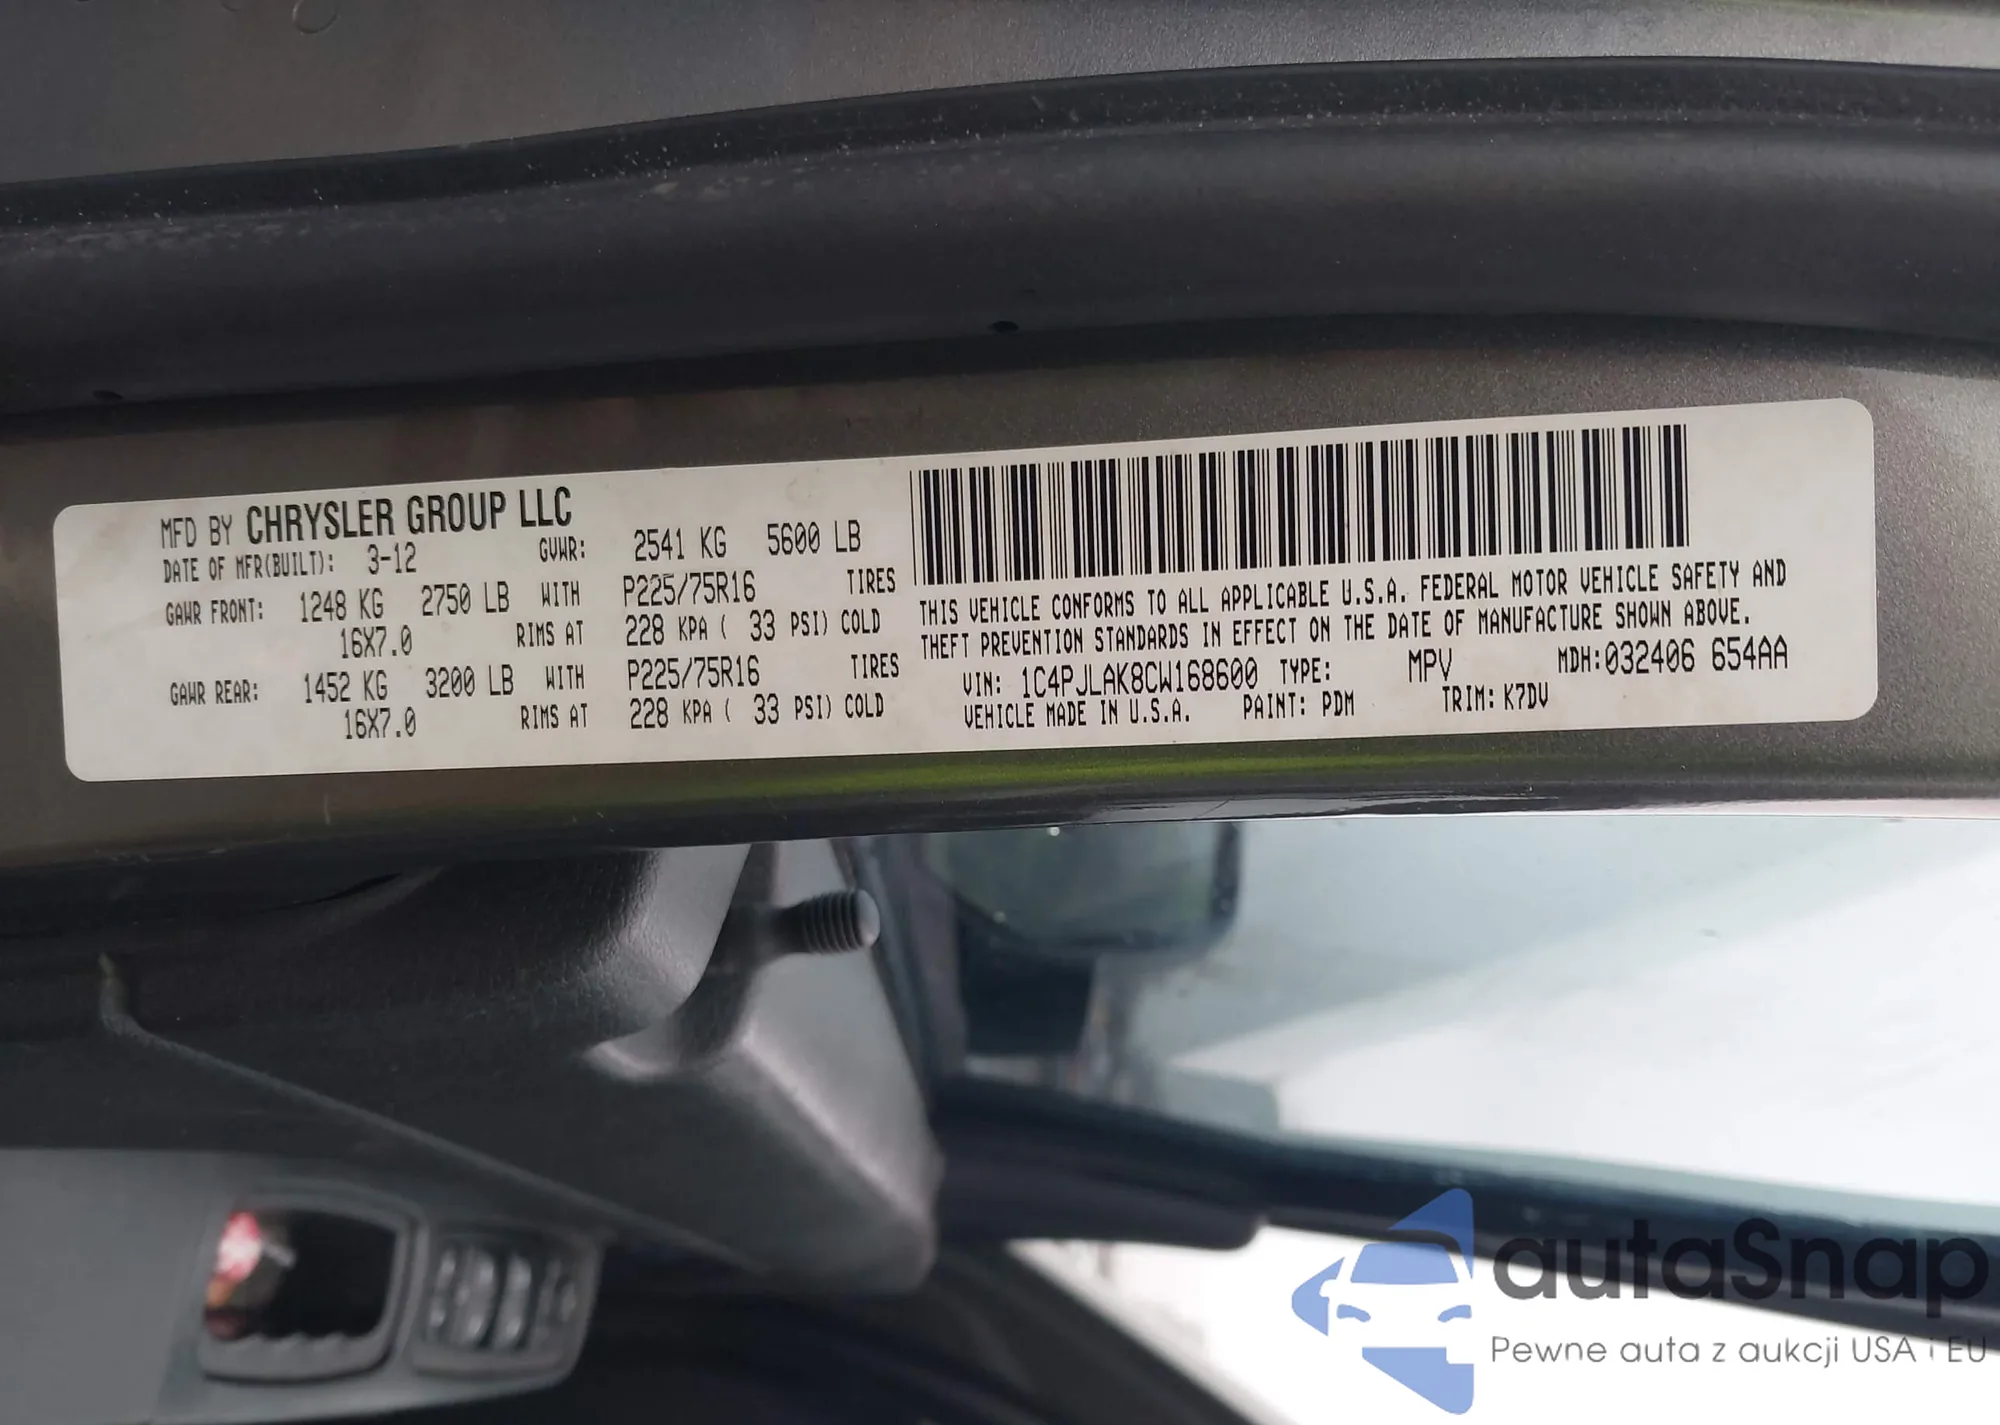 MFD BY CHRYSLER GROUP LLC
DATE OF MFR(BUILT): 3-12 GVWR: 2541 KG 5600 LB
GAWR FRONT: 1248 KG 2750 LB WITH P225/75R16 TIRES
16X7.0 RIMS AT 228 KPA ( 33 PSI) COLD
GAWR REAR: 1452 KG 3200 LB WITH P225/75R16 TIRES
16X7.0 RIMS AT 228 KPA ( 33 PSI) COLD
THIS VEHICLE CONFORMS TO ALL APPLICABLE U.S.A. FEDERAL MOTOR VEHICLE SAFETY AND
THEFT PREVENTION STANDARDS IN EFFECT ON THE DATE OF MANUFACTURE SHOWN ABOVE.
VIN: 1C4PJLAK8CW168600 TYPE: MPV MDH:032406 654AA
VEHICLE MADE IN U.S.A. PAINT: PDM TRIM: K7DV
autaSnap
Pewne auta z aukcji USA i EU